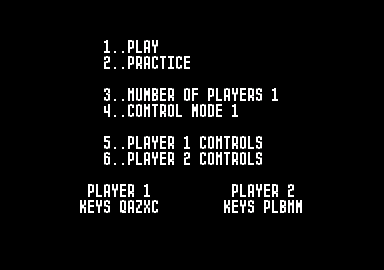 1..PLAY
2..PRACTICE
3..NUMBER OF PLAYERS 1
4..CONTROL MODE 1
5..PLAYER 1 CONTROLS
6..PLAYER 2 CONTROLS
PLAYER 1 PLAYER 2
KEYS QAZXC KEYS PLBNM